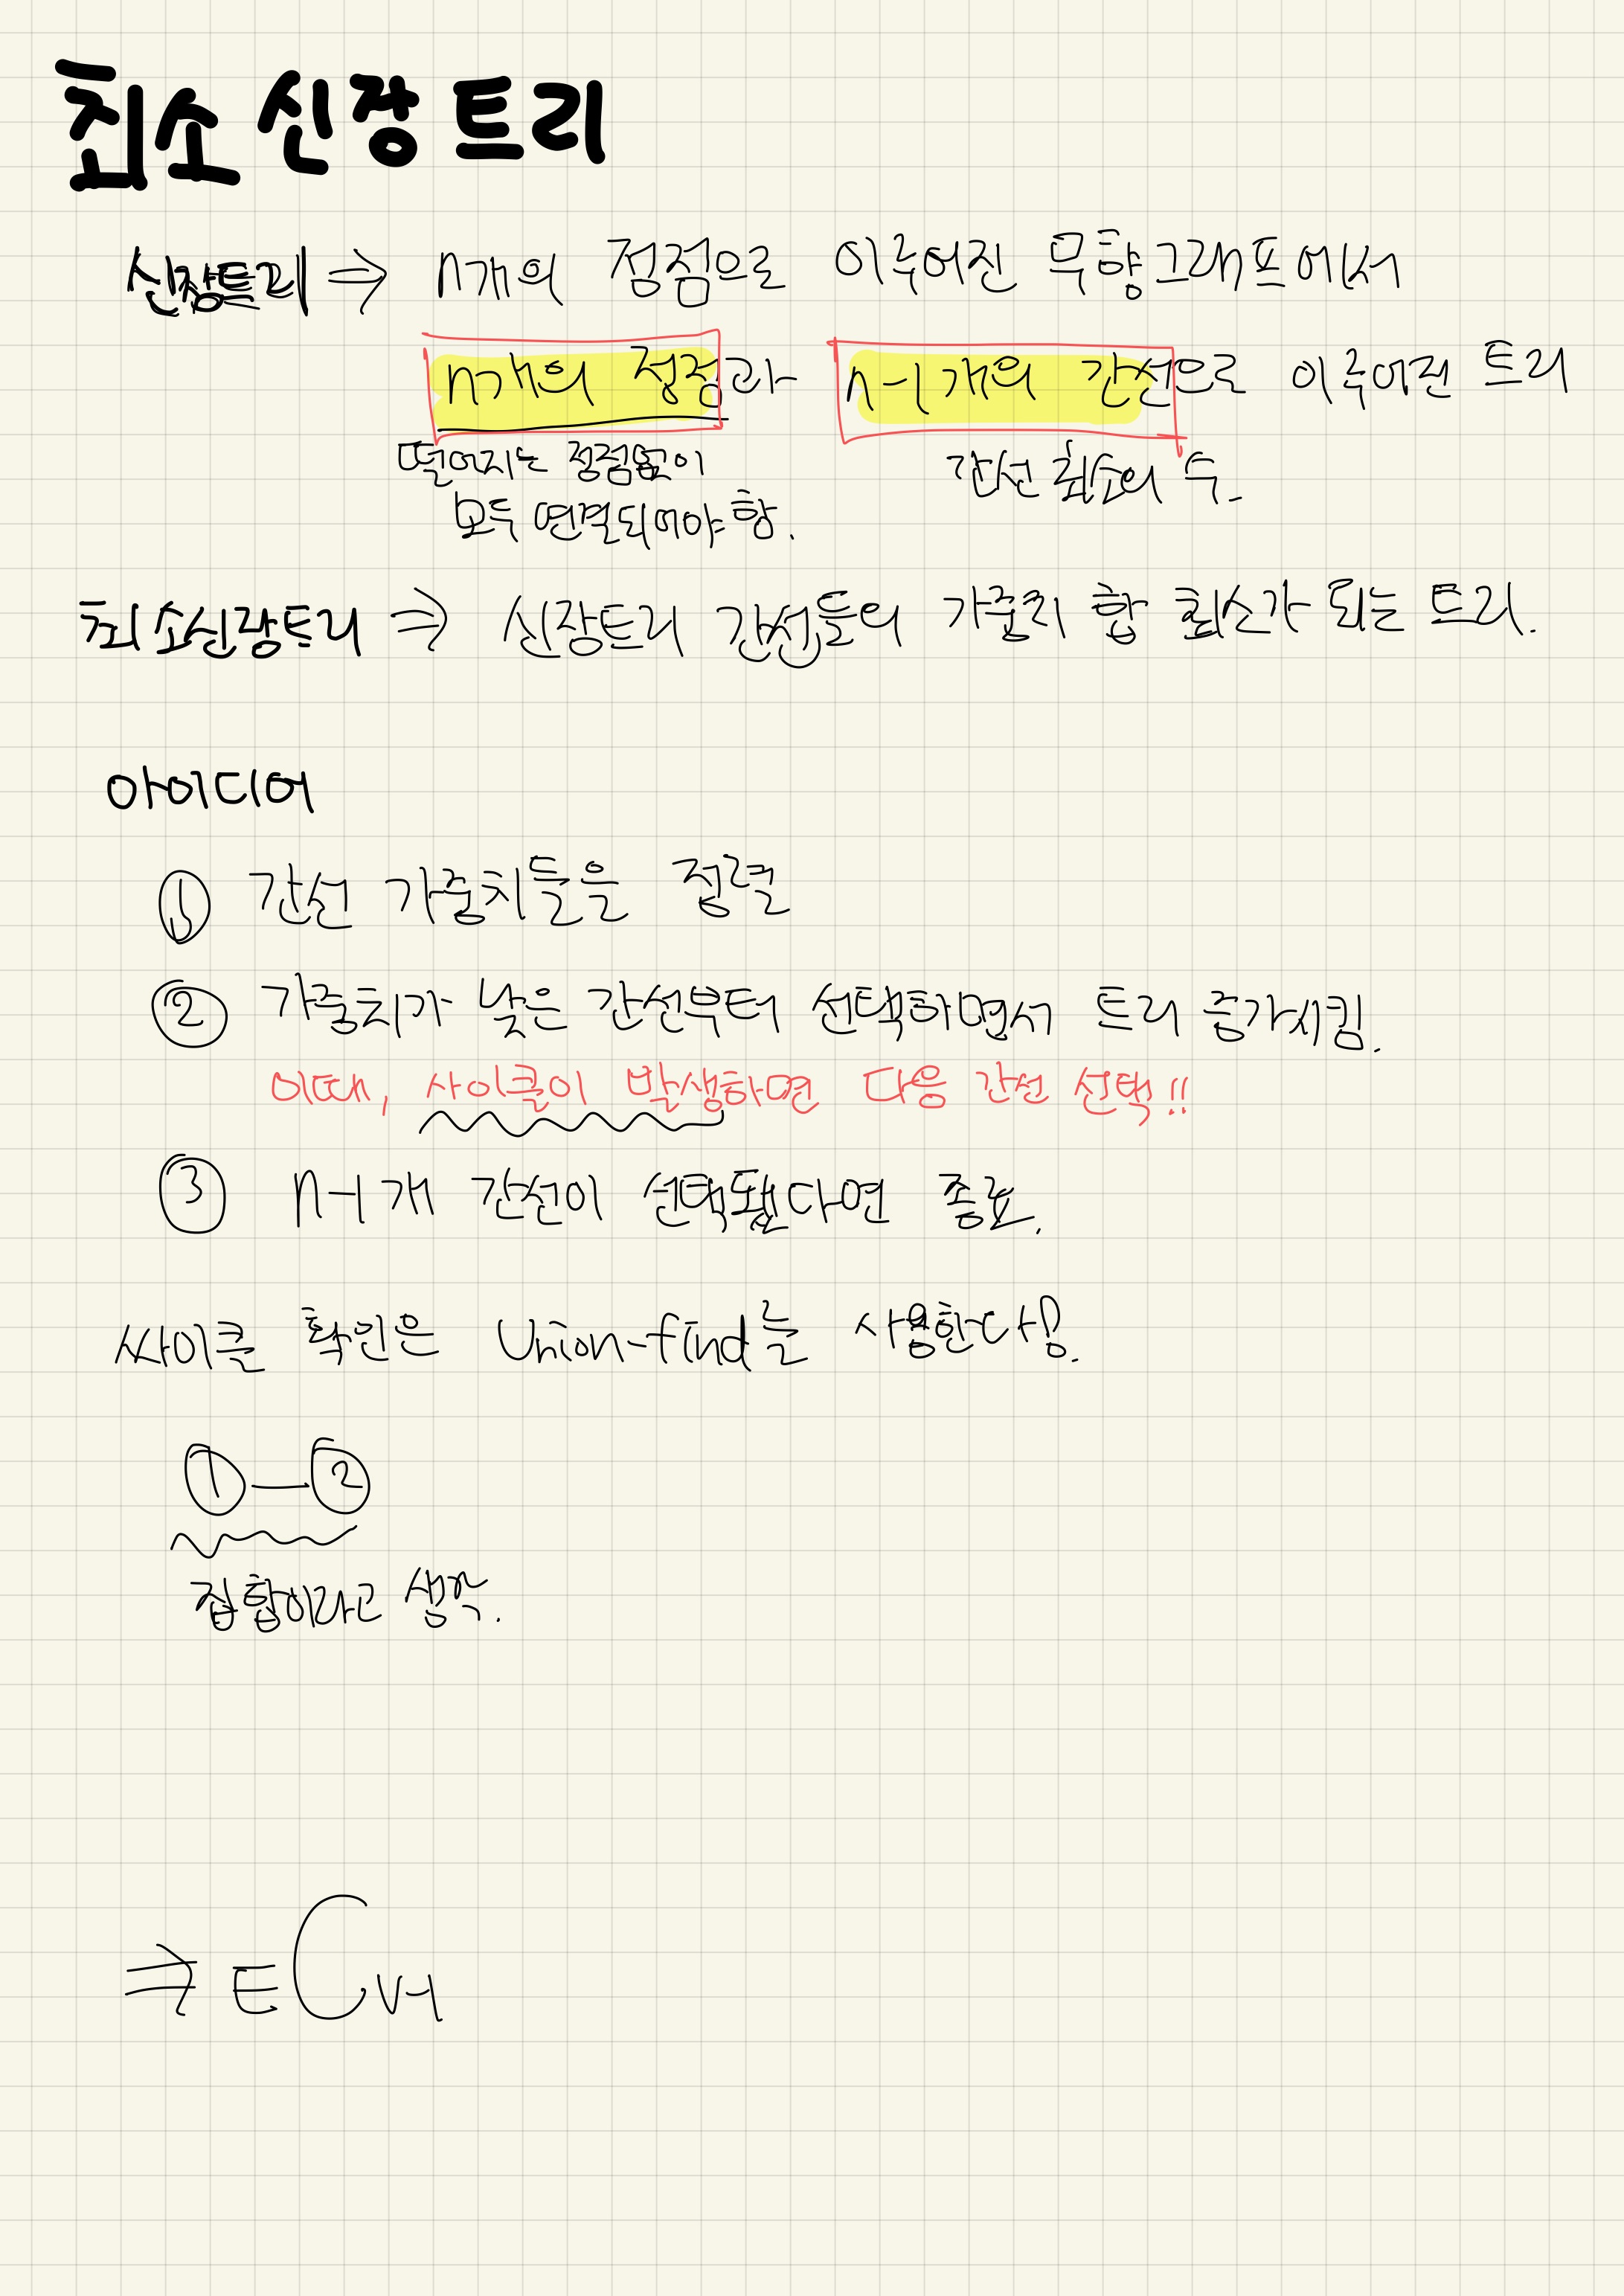 최소 신장 트리
신장트리 ⇒ n개의 정점으로 이루어진 무향그래프에서
n개의 정점과 n-1개의 간선으로 이루어진 트리
떨어지는 정점없이 간선 최소의 수.
모두 연결되어야 함.
최소신장트리 ⇒ 신장트리 간선들의 가중치 합 최소가 되는 트리.
아이디어
① 간선 가중치들을 정렬
② 가중치가 낮은 간선부터 선택하면서 트리 증가시킴.
이때, 사이클이 발생하면 다음 간선 선택!!
③ n-1개 간선이 선택됐다면 종료.
싸이클 확인은 Union-find를 사용한다!
① — ②
집합이라고 생각.
⇒ E C V-1